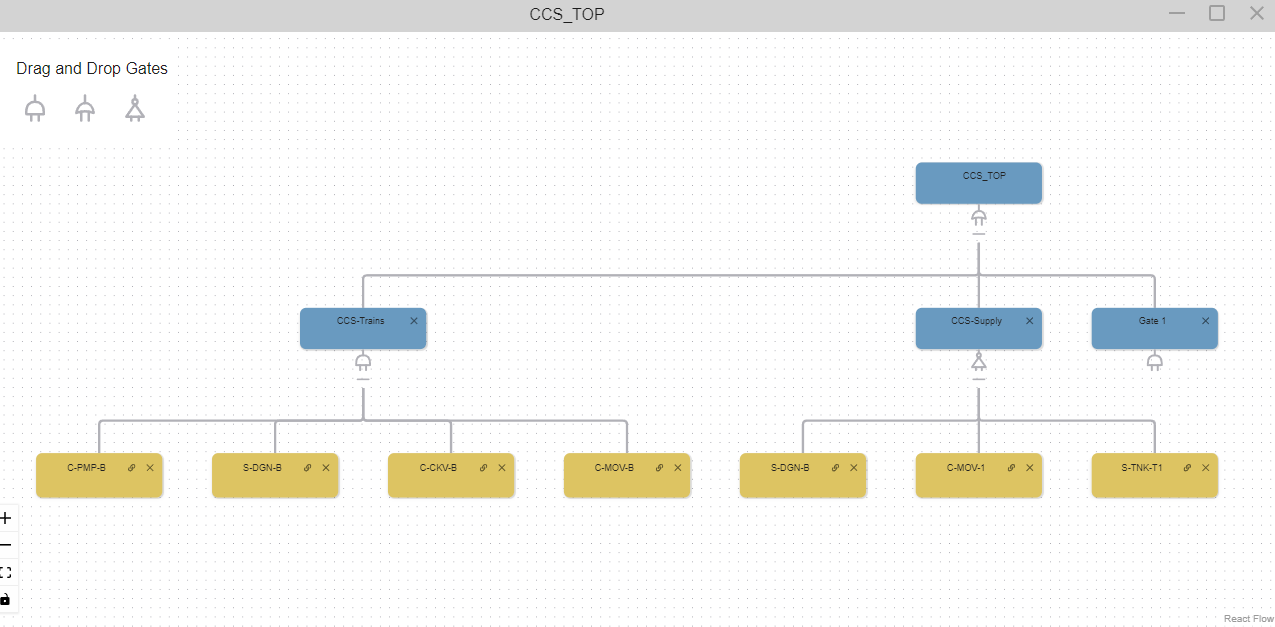 CCS_TOP
Drag and Drop Gates
CCS_TOP
CCS-Trains
CCS-Supply
Gate 1
C-PMP-B
S-DGN-B
C-CKV-B
C-MOV-B
S-DGN-B
C-MOV-1
S-TNK-T1
React Flow